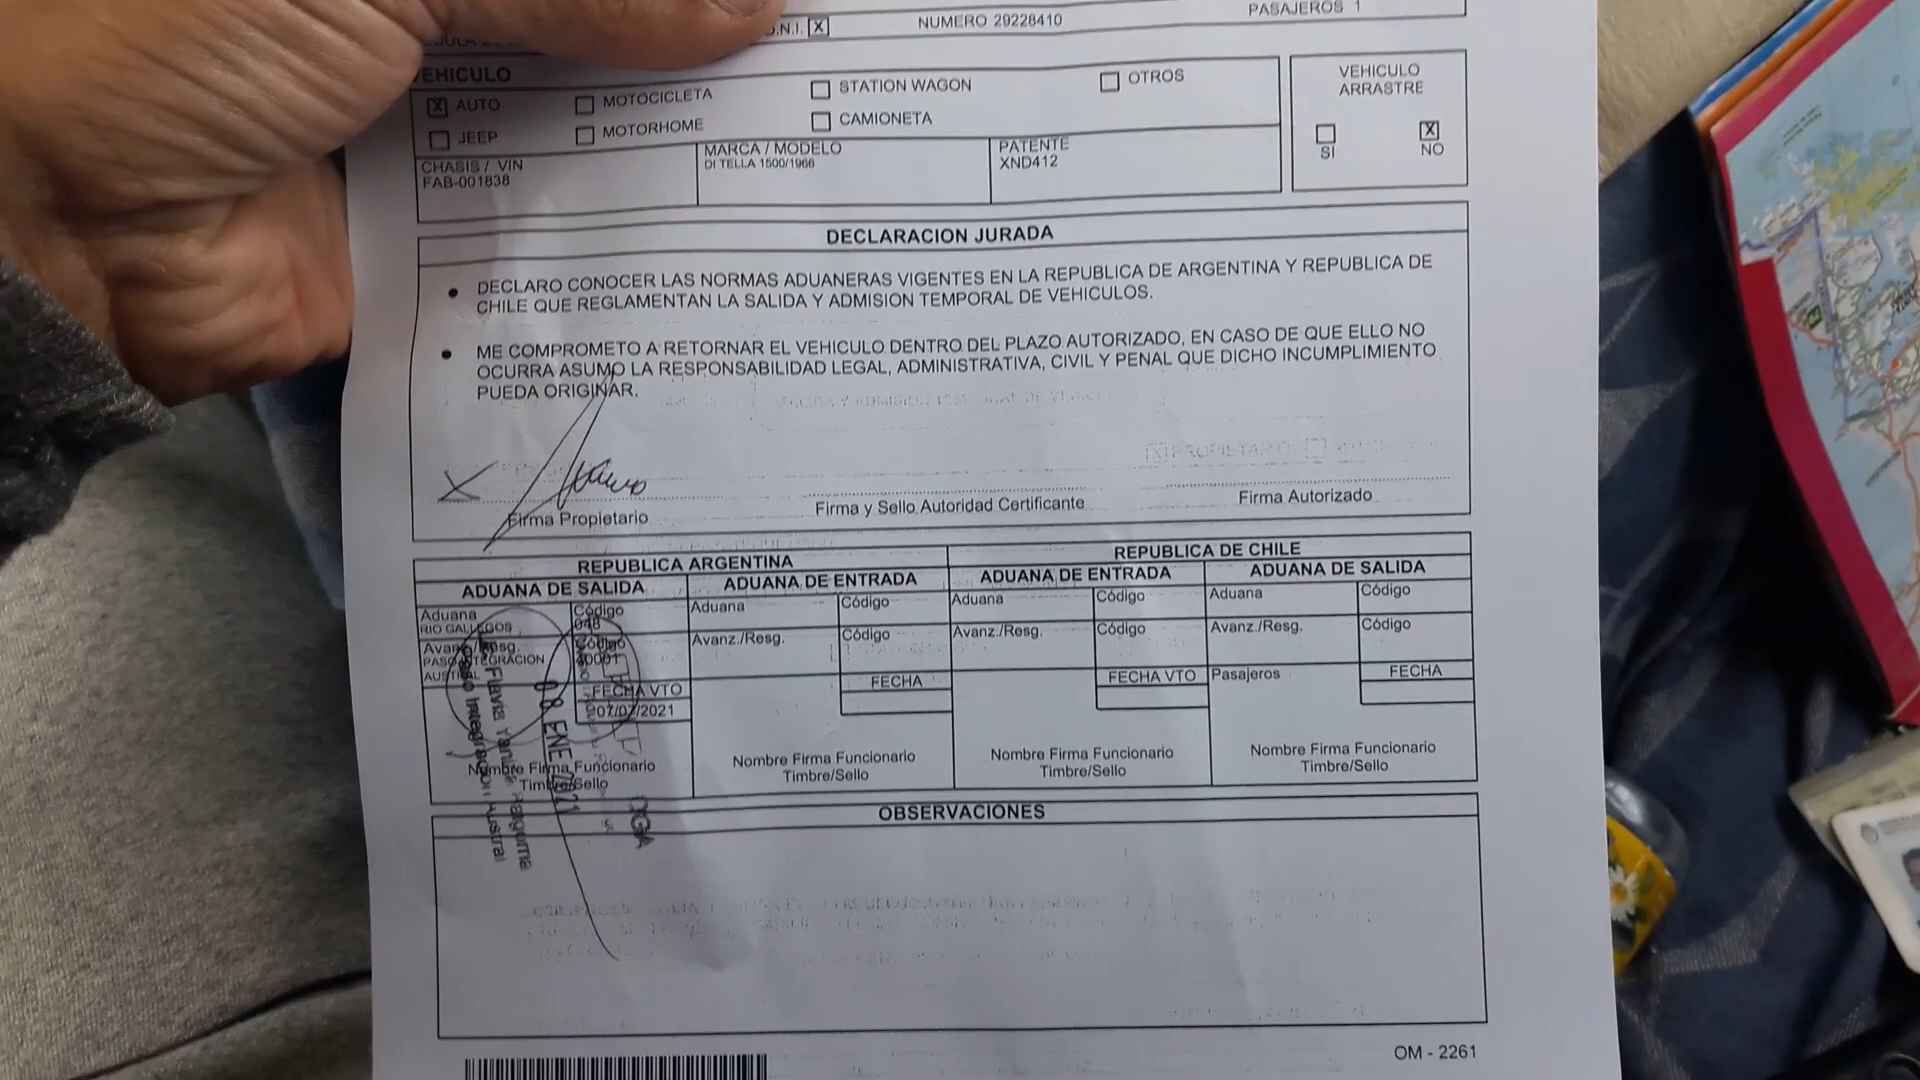 D.N.I. X
NUMERO 29228410
PASAJEROS 1
VEHICULO
X AUTO
MOTOCICLETA
STATION WAGON
OTROS
JEEP
MOTORHOME
CAMIONETA
VEHICULO
ARRASTRE
SI
X
NO
CHASIS / VIN
FAB-001838
MARCA / MODELO
DI TELLA 1500/1966
PATENTE
XND412
DECLARACION JURADA
• DECLARO CONOCER LAS NORMAS ADUANERAS VIGENTES EN LA REPUBLICA DE ARGENTINA Y REPUBLICA DE
CHILE QUE REGLAMENTAN LA SALIDA Y ADMISION TEMPORAL DE VEHICULOS.
• ME COMPROMETO A RETORNAR EL VEHICULO DENTRO DEL PLAZO AUTORIZADO, EN CASO DE QUE ELLO NO
OCURRA ASUMO LA RESPONSABILIDAD LEGAL, ADMINISTRATIVA, CIVIL Y PENAL QUE DICHO INCUMPLIMIENTO
PUEDA ORIGINAR.
X
Firma Propietario
Firma y Sello Autoridad Certificante
Firma Autorizado
REPUBLICA ARGENTINA
REPUBLICA DE CHILE
ADUANA DE SALIDA
ADUANA DE ENTRADA
ADUANA DE ENTRADA
ADUANA DE SALIDA
Aduana
RIO GALLEGOS
Código
048
Aduana
Código
Aduana
Código
Aduana
Código
Avanz./Resg.
PASO INTEGRACION
AUSTRAL
Código
Avanz./Resg.
Código
Avanz./Resg.
Código
Avanz./Resg.
Código
FECHA VTO
07/07/2021
FECHA
FECHA VTO
Pasajeros
FECHA
08 ENE 2021
Flavia
Paso Integracion Austral
DGA
Nombre Firma Funcionario
Timbre/Sello
Nombre Firma Funcionario
Timbre/Sello
Nombre Firma Funcionario
Timbre/Sello
Nombre Firma Funcionario
Timbre/Sello
OBSERVACIONES
OM - 2261